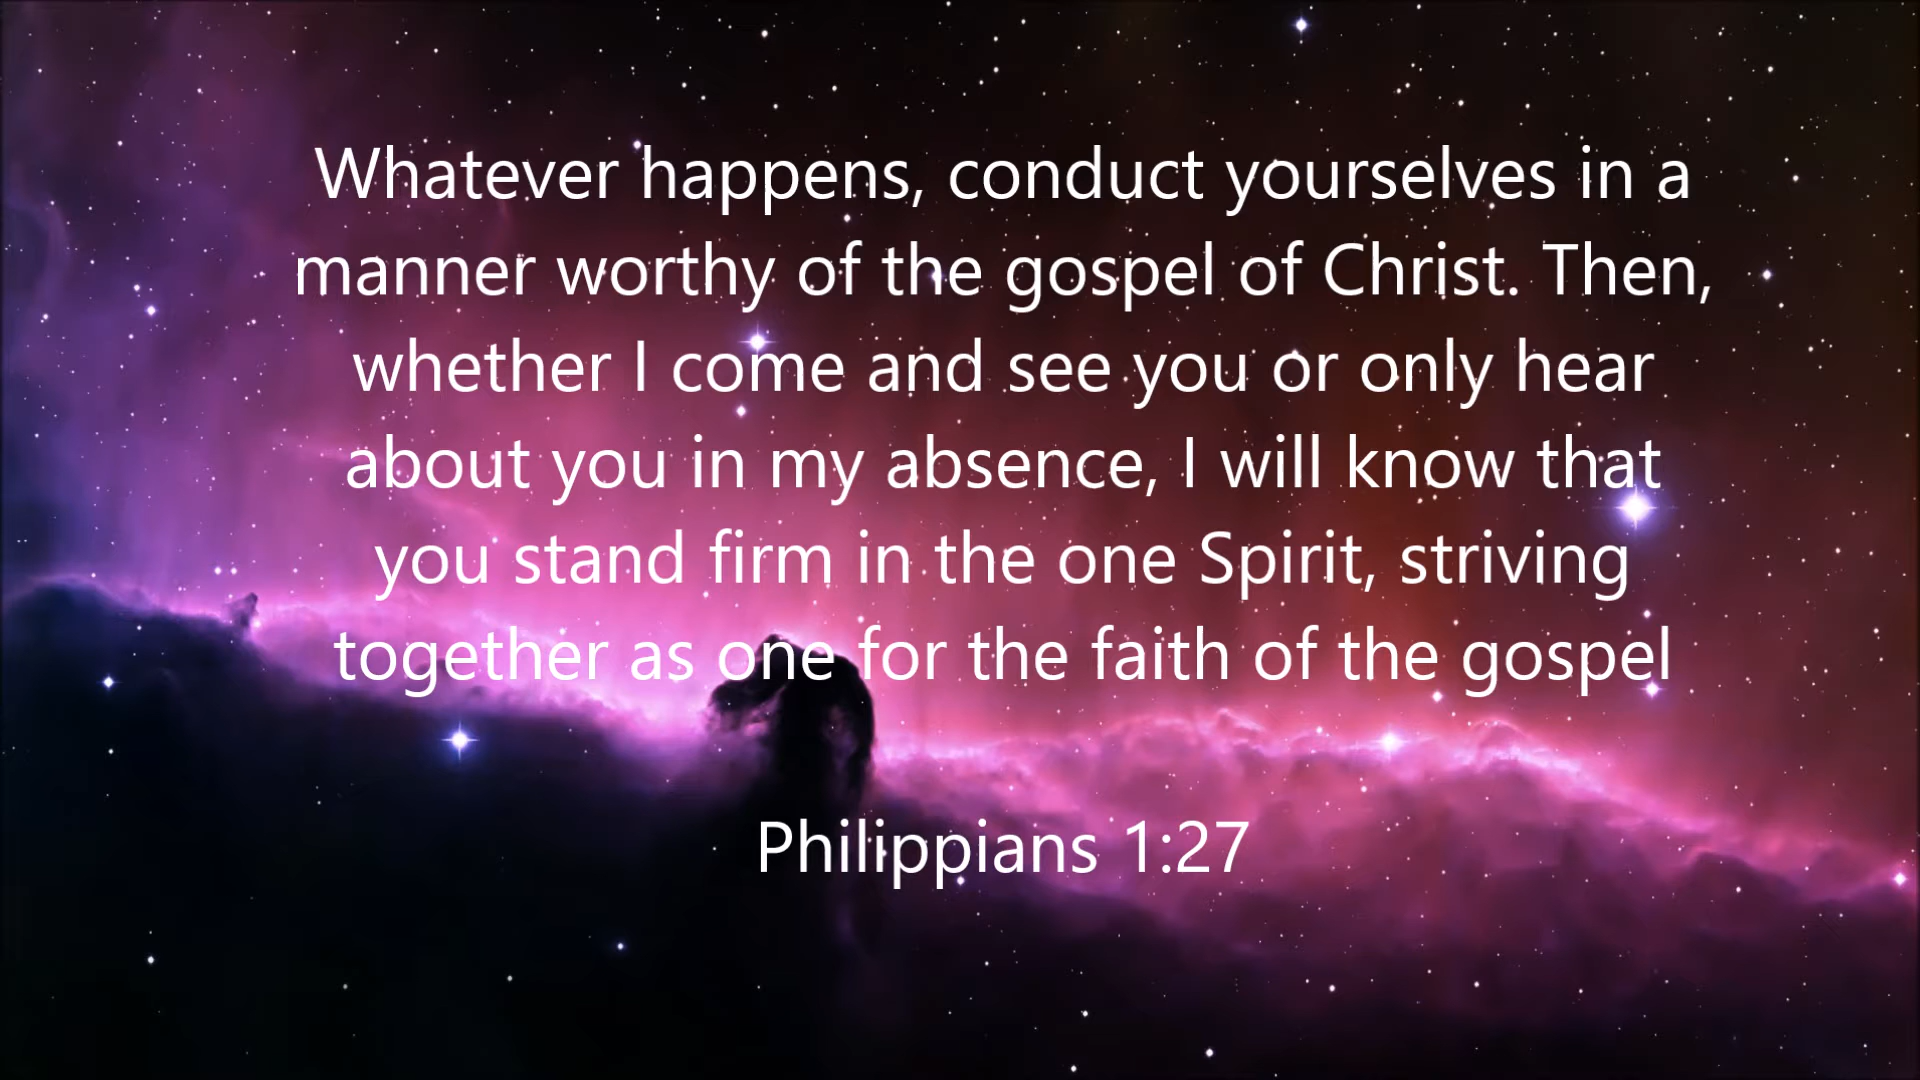 Whatever happens, conduct yourselves in a
manner worthy of the gospel of Christ. Then,
whether I come and see you or only hear
about you in my absence, I will know that
you stand firm in the one Spirit, striving
together as one for the faith of the gospel
Philippians 1:27